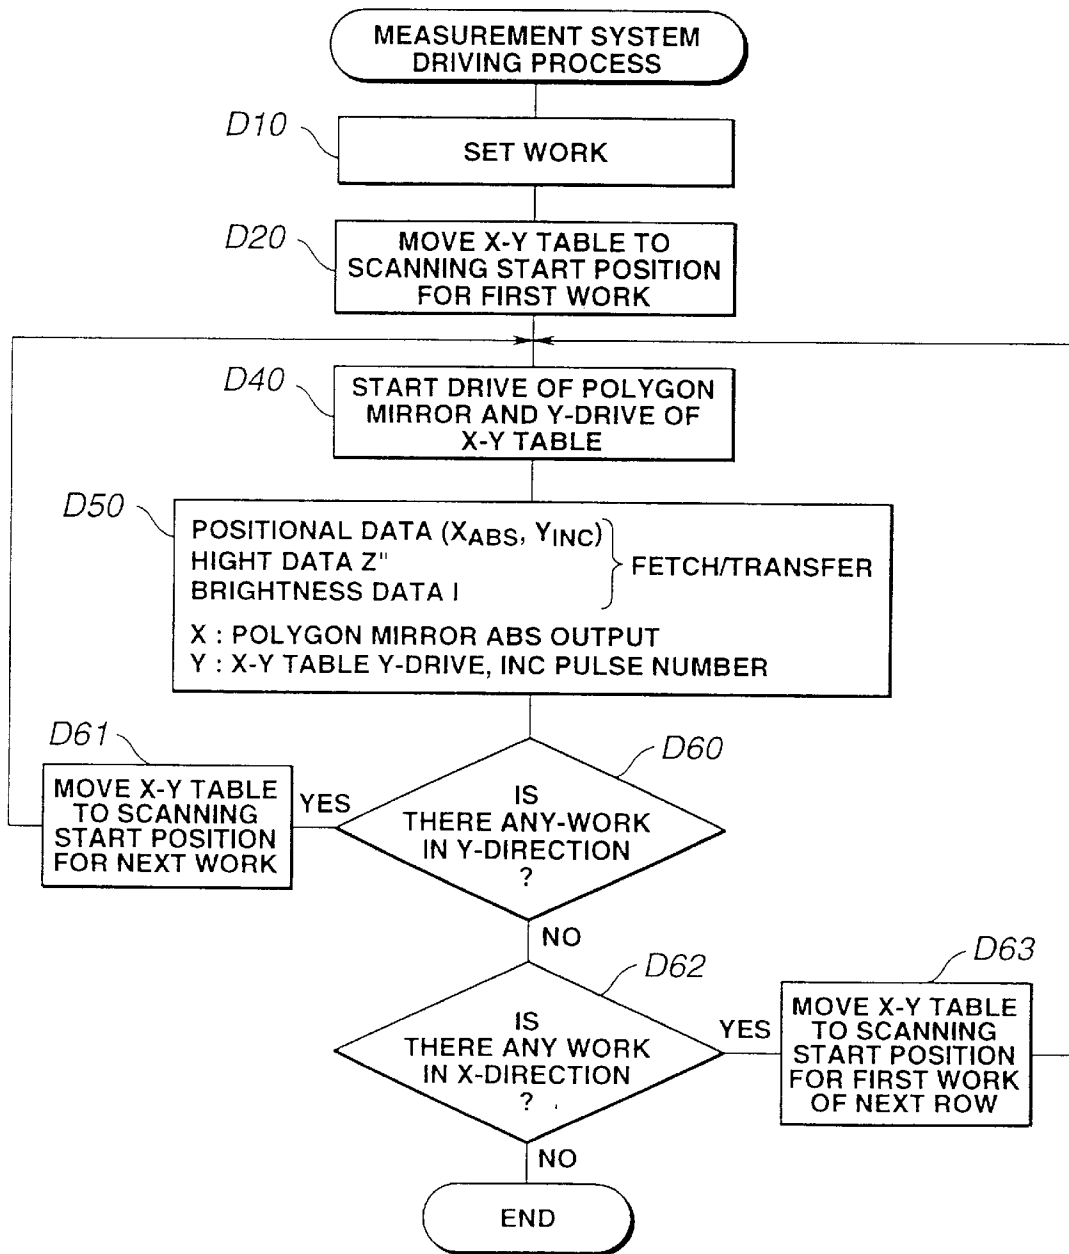 MEASUREMENT SYSTEM
DRIVING PROCESS
D10
SET WORK
D20
MOVE X-Y TABLE TO
SCANNING START POSITION
FOR FIRST WORK
D40
START DRIVE OF POLYGON
MIRROR AND Y-DRIVE OF
X-Y TABLE
D50
POSITIONAL DATA (XABS, YINC)
HIGHT DATA Z"
BRIGHTNESS DATA I
FETCH/TRANSFER
X : POLYGON MIRROR ABS OUTPUT
Y : X-Y TABLE Y-DRIVE, INC PULSE NUMBER
D61
MOVE X-Y TABLE
TO SCANNING
START POSITION
FOR NEXT WORK
YES
D60
IS
THERE ANY-WORK
IN Y-DIRECTION
?
NO
D62
IS
THERE ANY WORK
IN X-DIRECTION
?
YES
D63
MOVE X-Y TABLE
TO SCANNING
START POSITION
FOR FIRST WORK
OF NEXT ROW
NO
END